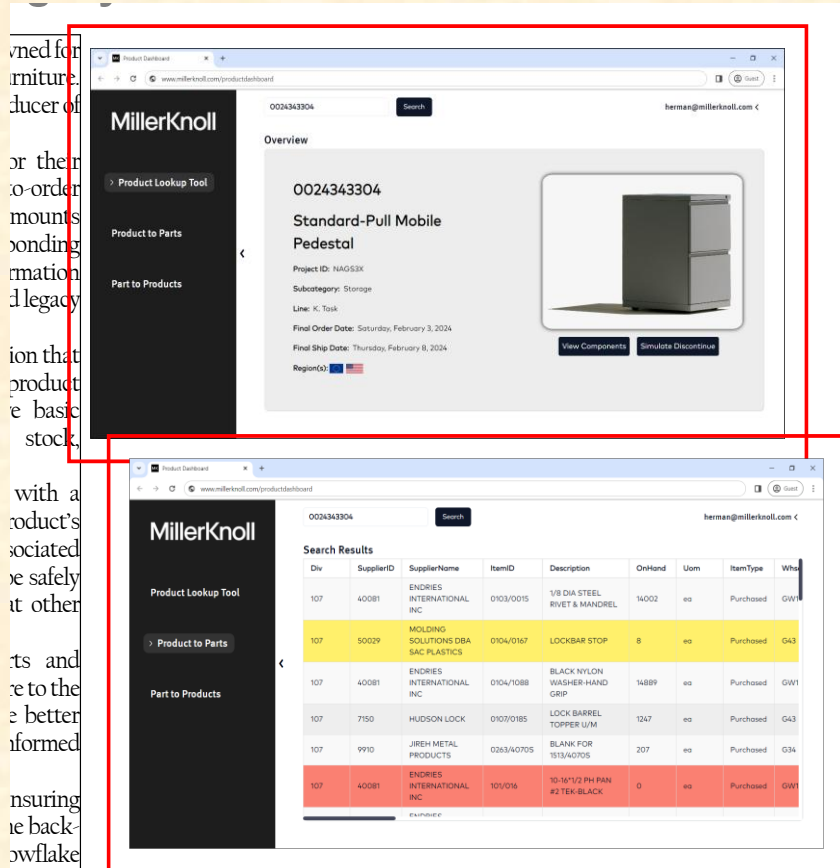 wned for
urniture.
ducer of
or their
to-order
mounts
ponding
rmation
d legacy
ion that
product
re basic
stock,
with a
roduct's
sociated
be safely
at other
rts and
re to the
e better
nformed
nsuring
he back-
owflake
Product Dashboard
www.millerknoll.com/productdashboard
Guest
MillerKnoll
0024343304
Search
herman@millerknoll.com <
Overview
> Product Lookup Tool
Product to Parts
Part to Products
0024343304
Standard-Pull Mobile
Pedestal
Project ID: NAGS3X
Subcategory: Storage
Line: K. Task
Final Order Date: Saturday, February 3, 2024
Final Ship Date: Thursday, February 8, 2024
Region(s):
View Components
Simulate Discontinue
Product Dashboard
www.millerknoll.com/productdashboard
Guest
MillerKnoll
0024343304
Search
herman@millerknoll.com <
Product Lookup Tool
> Product to Parts
Part to Products
Search Results
Div SupplierID SupplierName ItemID Description OnHand Uom ItemType Whse
107 40081 ENDRIES INTERNATIONAL INC 0103/0015 1/8 DIA STEEL RIVET & MANDREL 14002 ea Purchased GW1
107 50029 MOLDING SOLUTIONS DBA SAC PLASTICS 0104/0167 LOCKBAR STOP 8 ea Purchased G43
107 40081 ENDRIES INTERNATIONAL INC 0104/1088 BLACK NYLON WASHER-HAND GRIP 14889 ea Purchased GW1
107 7150 HUDSON LOCK 0107/0185 LOCK BARREL TOPPER U/M 1247 ea Purchased G43
107 9910 JIREH METAL PRODUCTS 0263/4070S BLANK FOR 1513/4070S 207 ea Purchased G34
107 40081 ENDRIES INTERNATIONAL INC 101/016 10-16*1/2 PH PAN #2 TEK-BLACK 0 ea Purchased GW1
ENDRIES